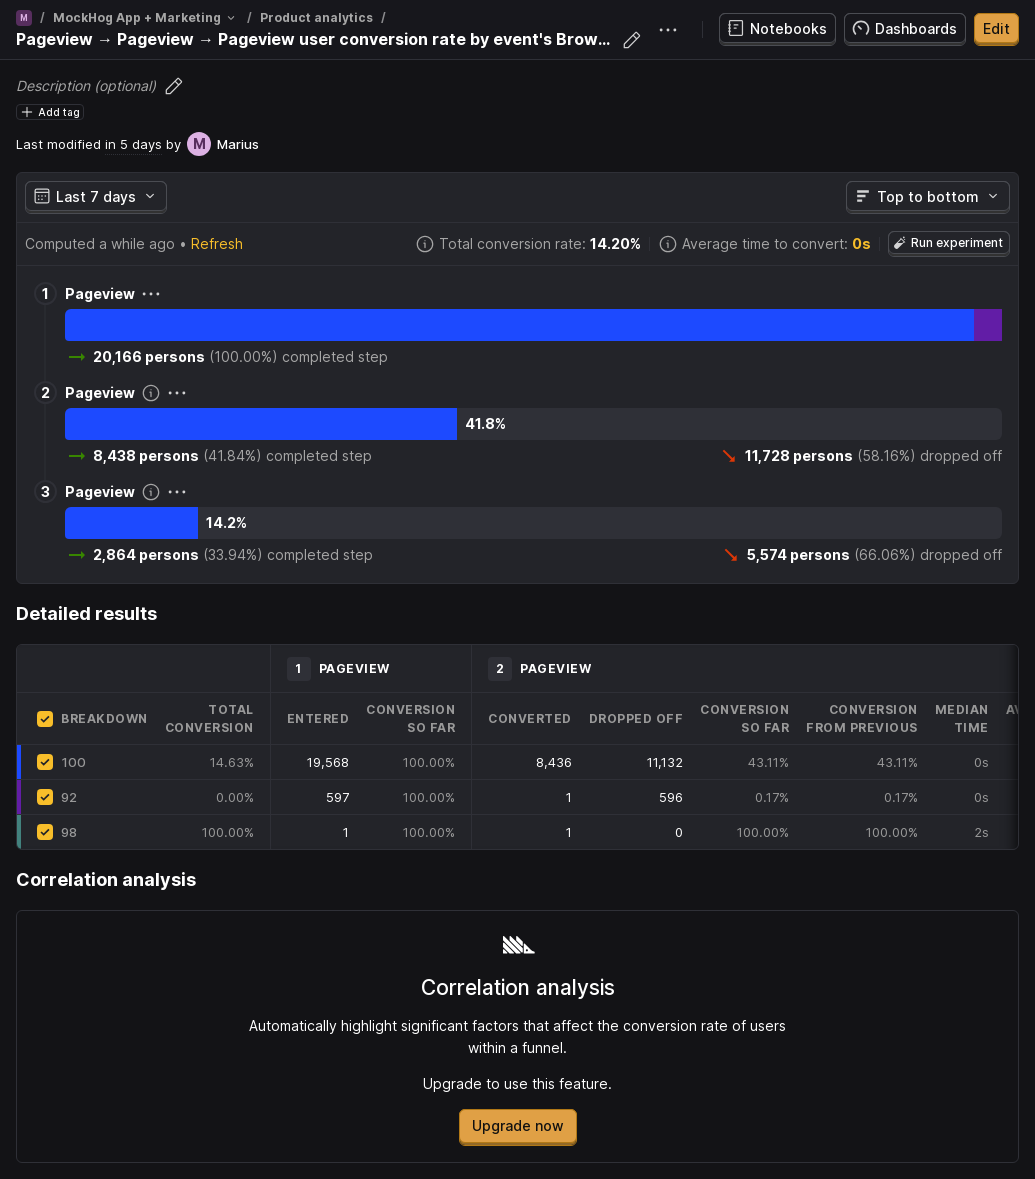 M / MockHog App + Marketing / Product analytics /
Pageview → Pageview → Pageview user conversion rate by event's Brow...
Notebooks
Dashboards
Edit
Description (optional)
Add tag
Last modified in 5 days by M Marius
Last 7 days
Top to bottom
Computed a while ago • Refresh
Total conversion rate: 14.20%
Average time to convert: 0s
Run experiment
1 Pageview
20,166 persons (100.00%) completed step
2 Pageview
41.8%
8,438 persons (41.84%) completed step
11,728 persons (58.16%) dropped off
3 Pageview
14.2%
2,864 persons (33.94%) completed step
5,574 persons (66.06%) dropped off
Detailed results
1 PAGEVIEW 2 PAGEVIEW
BREAKDOWN TOTAL CONVERSION ENTERED CONVERSION SO FAR CONVERTED DROPPED OFF CONVERSION SO FAR CONVERSION FROM PREVIOUS MEDIAN TIME
100 14.63% 19,568 100.00% 8,436 11,132 43.11% 43.11% 0s
92 0.00% 597 100.00% 1 596 0.17% 0.17% 0s
98 100.00% 1 100.00% 1 0 100.00% 100.00% 2s
Correlation analysis
Correlation analysis
Automatically highlight significant factors that affect the conversion rate of users
within a funnel.
Upgrade to use this feature.
Upgrade now